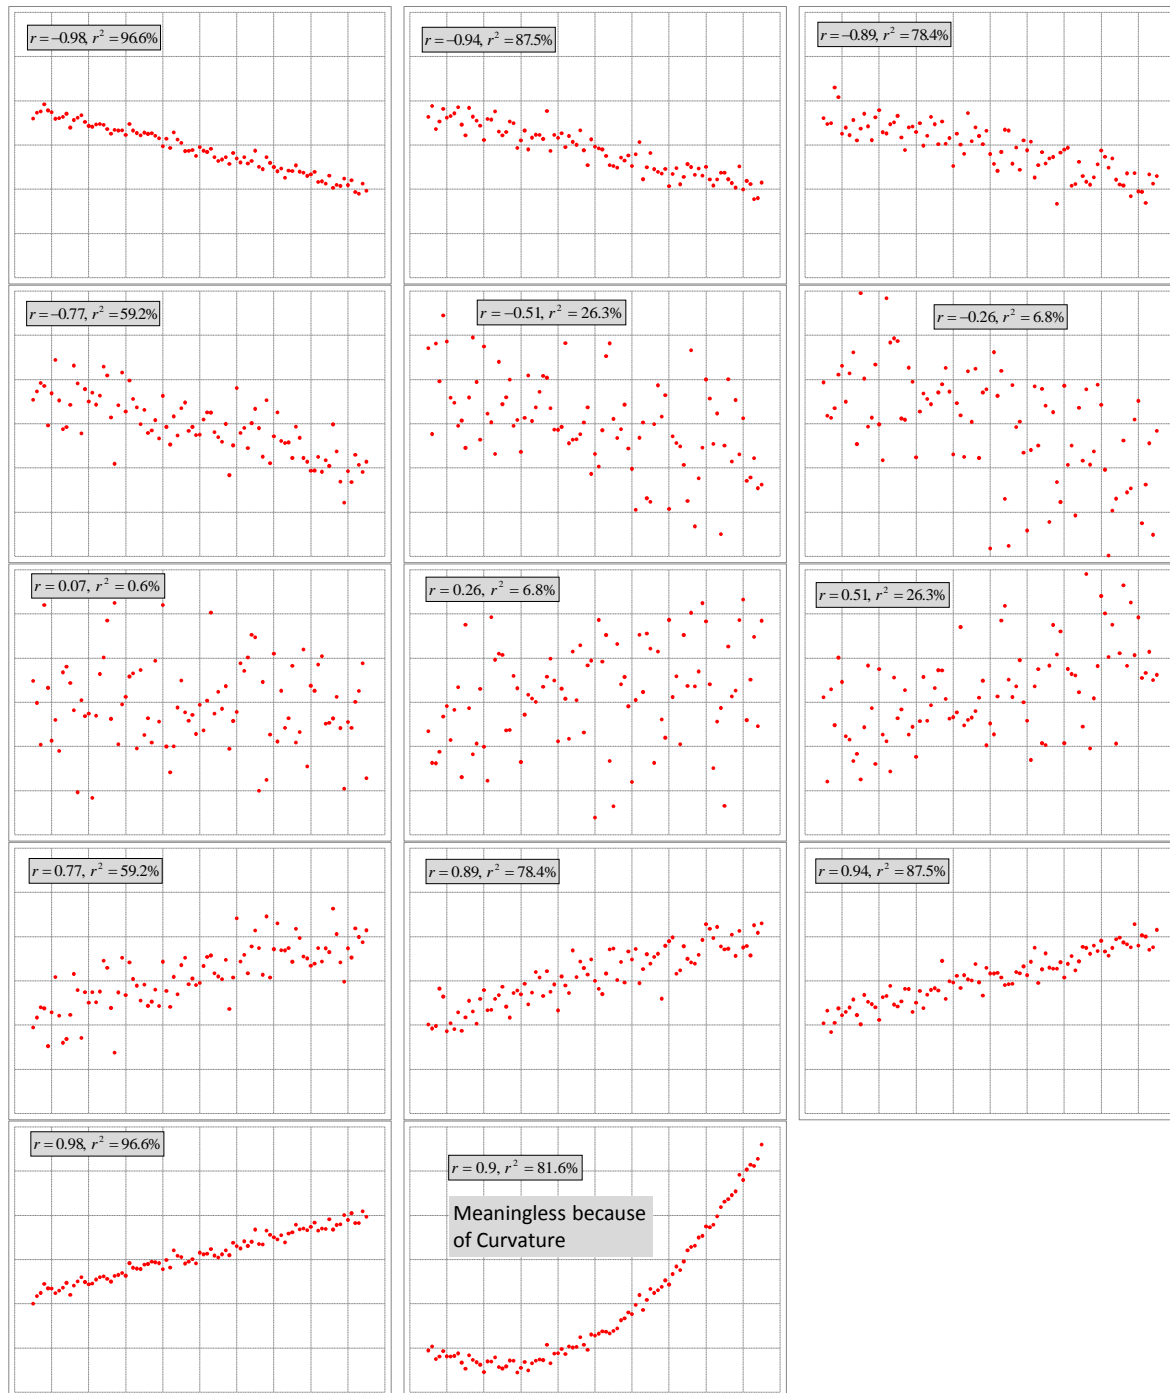 r = −0.98, r² = 96.6%
r = −0.94, r² = 87.5%
r = −0.89, r² = 78.4%
r = −0.77, r² = 59.2%
r = −0.51, r² = 26.3%
r = −0.26, r² = 6.8%
r = 0.07, r² = 0.6%
r = 0.26, r² = 6.8%
r = 0.51, r² = 26.3%
r = 0.77, r² = 59.2%
r = 0.89, r² = 78.4%
r = 0.94, r² = 87.5%
r = 0.98, r² = 96.6%
r = 0.9, r² = 81.6%
Meaningless because
of Curvature